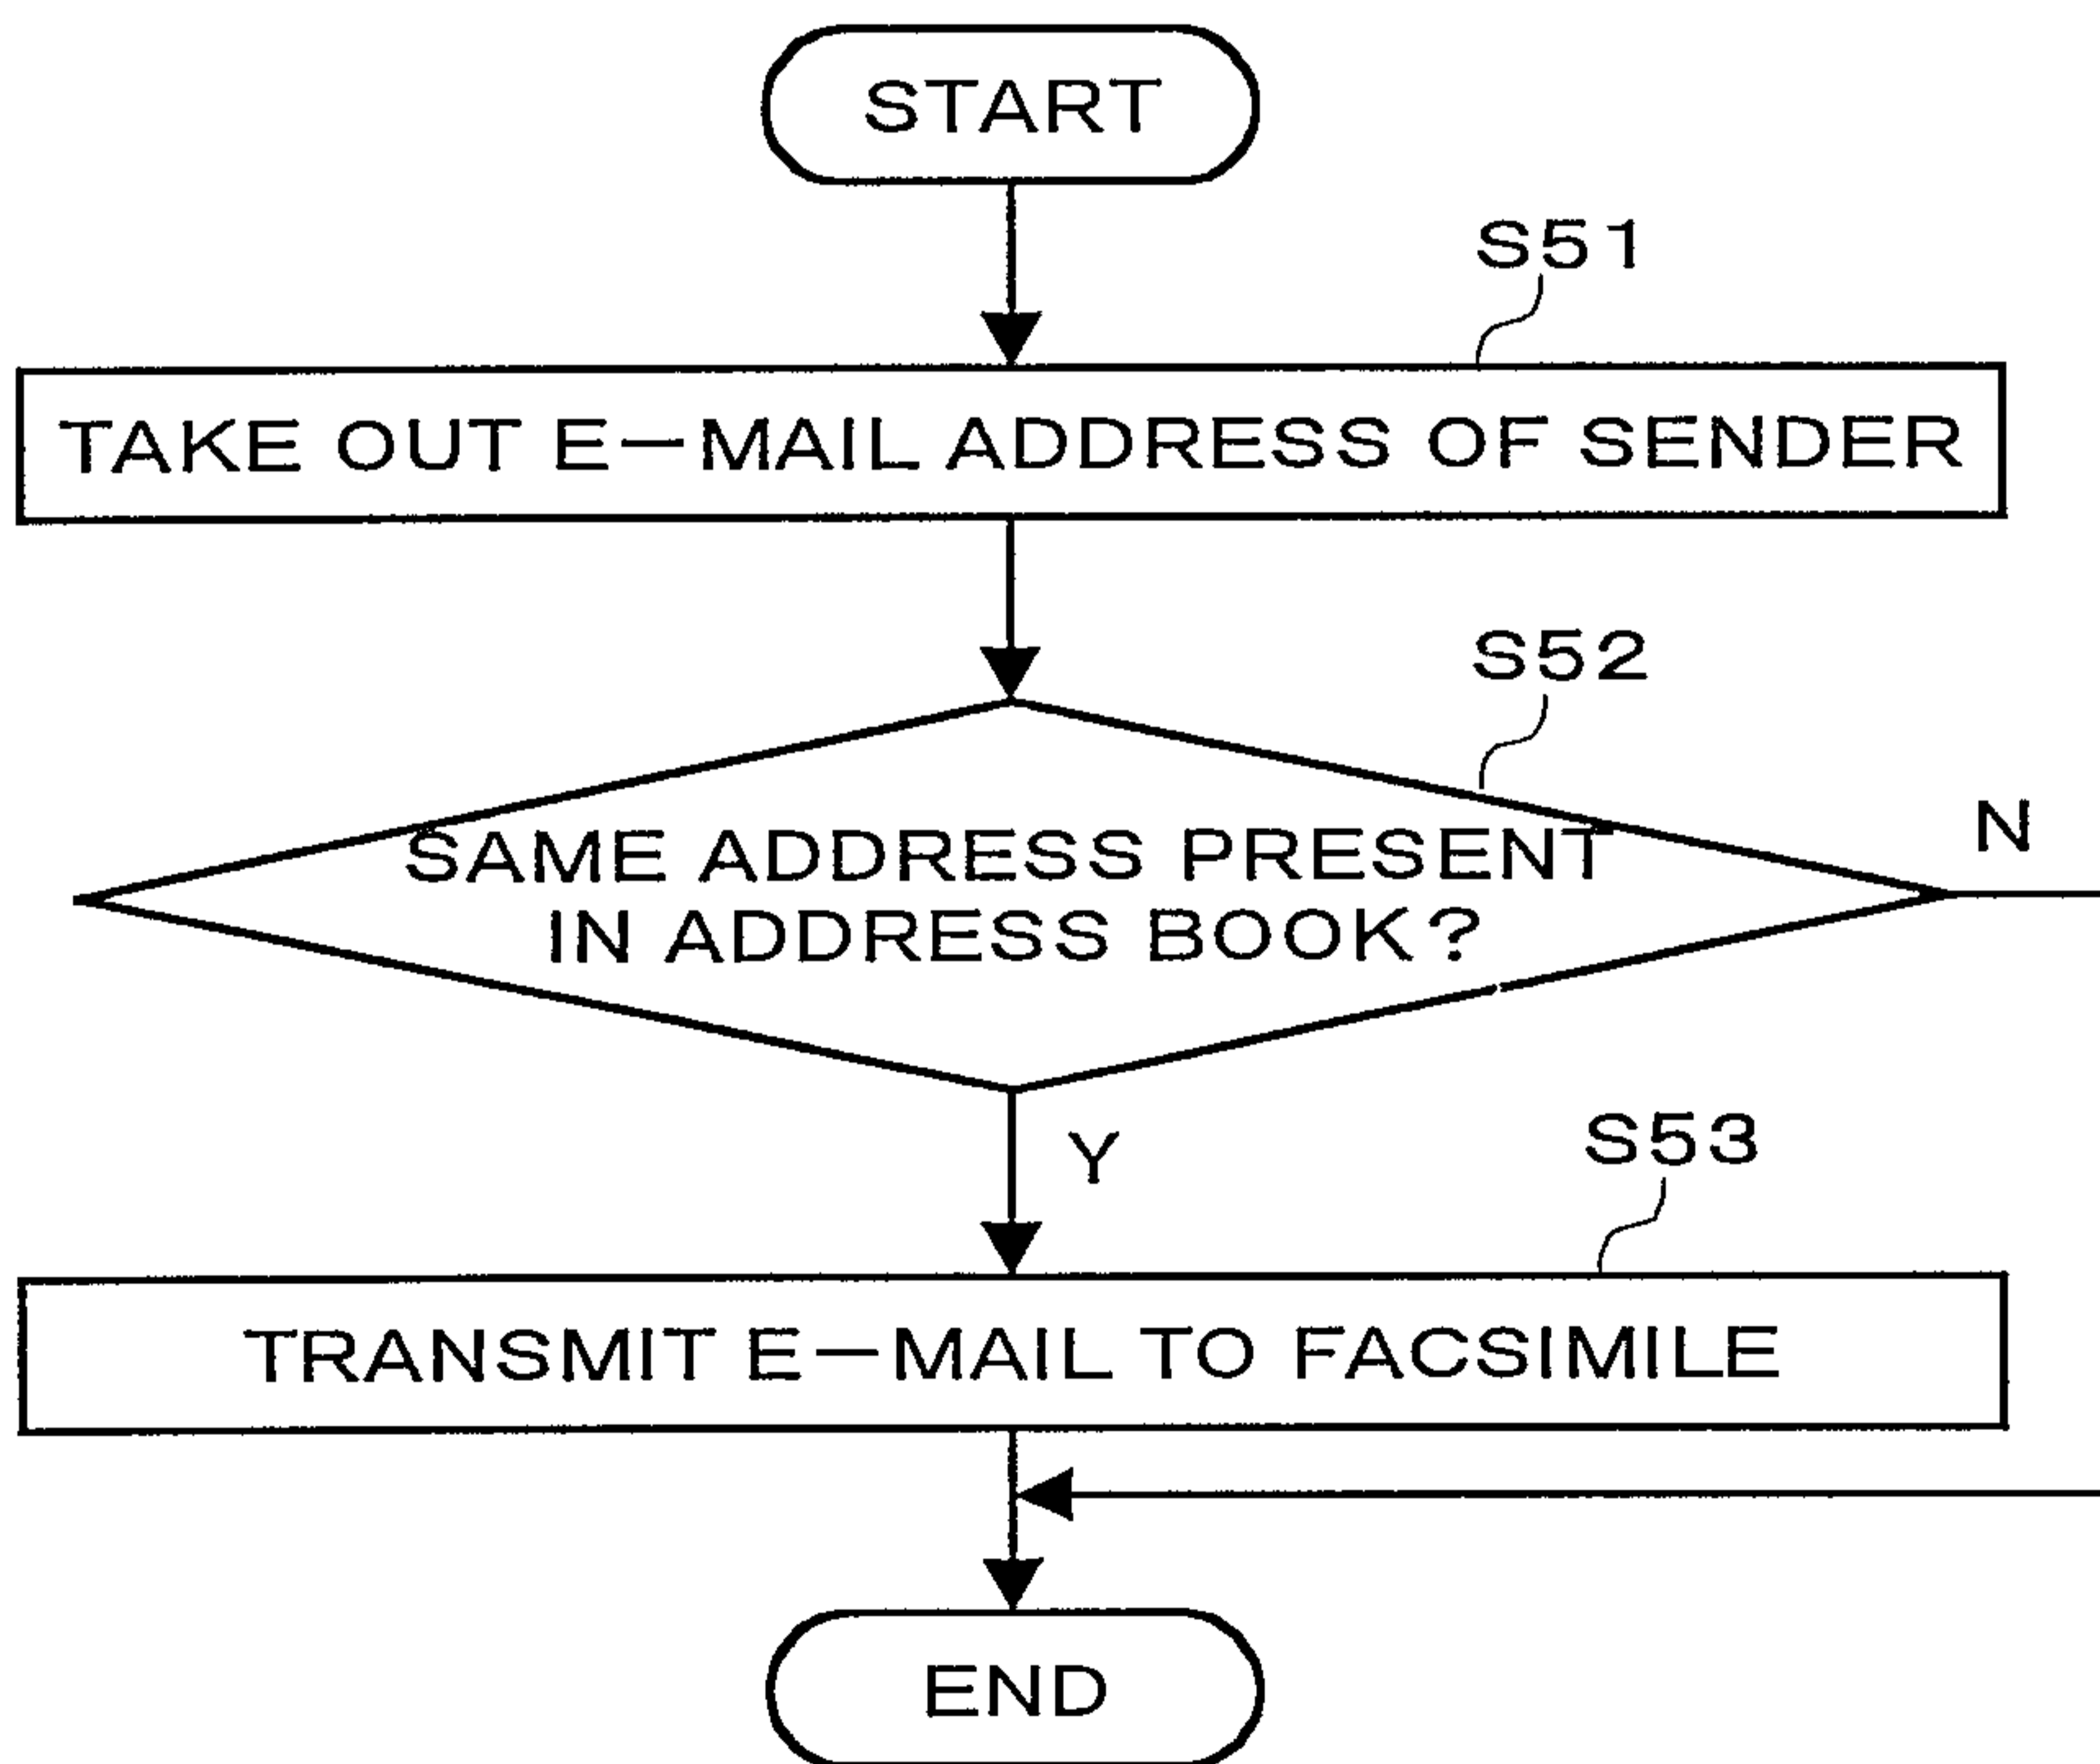 START
S51
TAKE OUT E-MAIL ADDRESS OF SENDER
S52
N
SAME ADDRESS PRESENT
IN ADDRESS BOOK?
Y
S53
TRANSMIT E-MAIL TO FACSIMILE
END